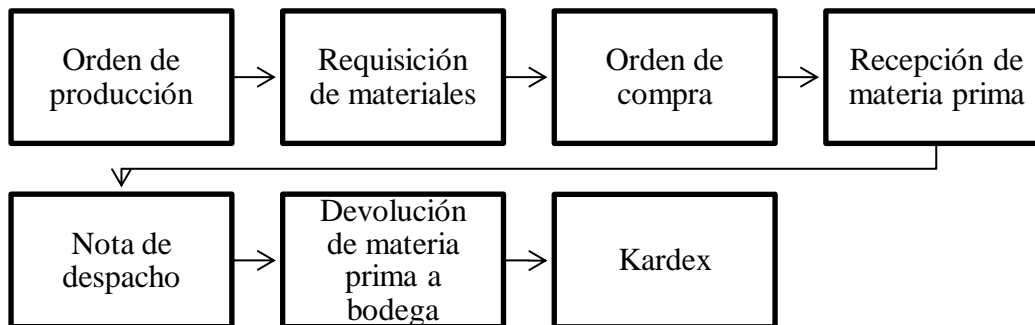 Orden de
producción
Requisición
de materiales
Orden de
compra
Recepción de
materia prima
Nota de
despacho
Devolución
de materia
prima a
bodega
Kardex